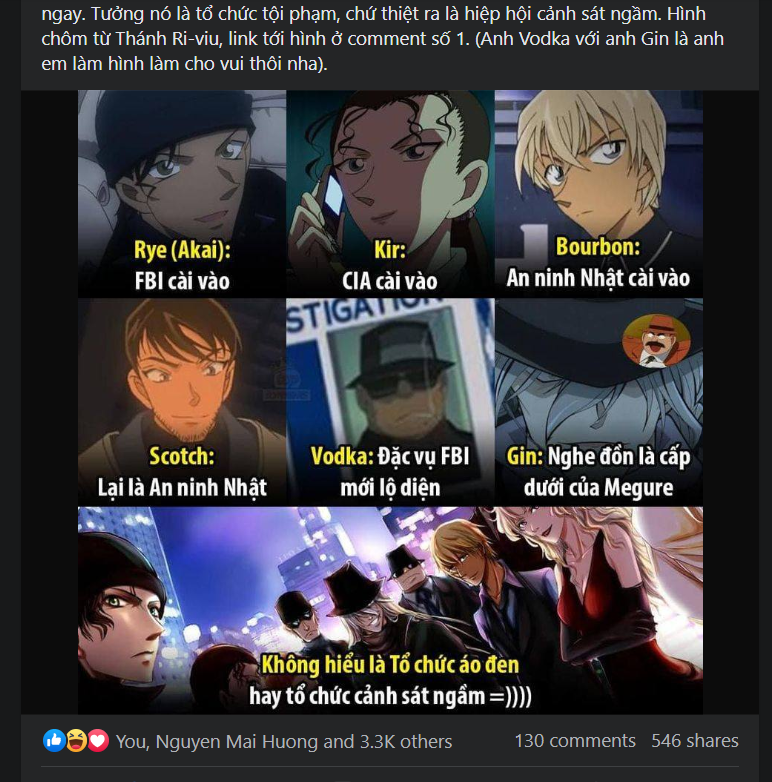 ngay. Tưởng nó là tổ chức tội phạm, chứ thiệt ra là hiệp hội cảnh sát ngầm. Hình
chôm từ Thánh Ri-viu, link tới hình ở comment số 1. (Anh Vodka với anh Gin là anh
em làm hình làm cho vui thôi nha).
Rye (Akai):
FBI cài vào
Kir:
CIA cài vào
Bourbon:
An ninh Nhật cài vào
STIGATION
Scotch:
Lại là An ninh Nhật
Vodka: Đặc vụ FBI
mới lộ diện
Gin: Nghe đồn là cấp
dưới của Megure
Không hiểu là Tổ chức áo đen
hay tổ chức cảnh sát ngầm =))))
You, Nguyen Mai Huong and 3.3K others
130 comments 546 shares